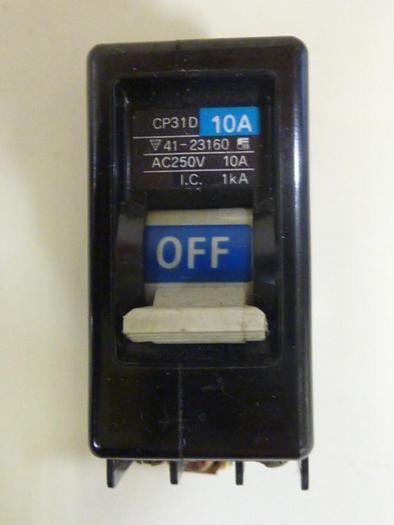 CP31D 10A
41-23160
AC250V 10A
I.C. 1kA
OFF